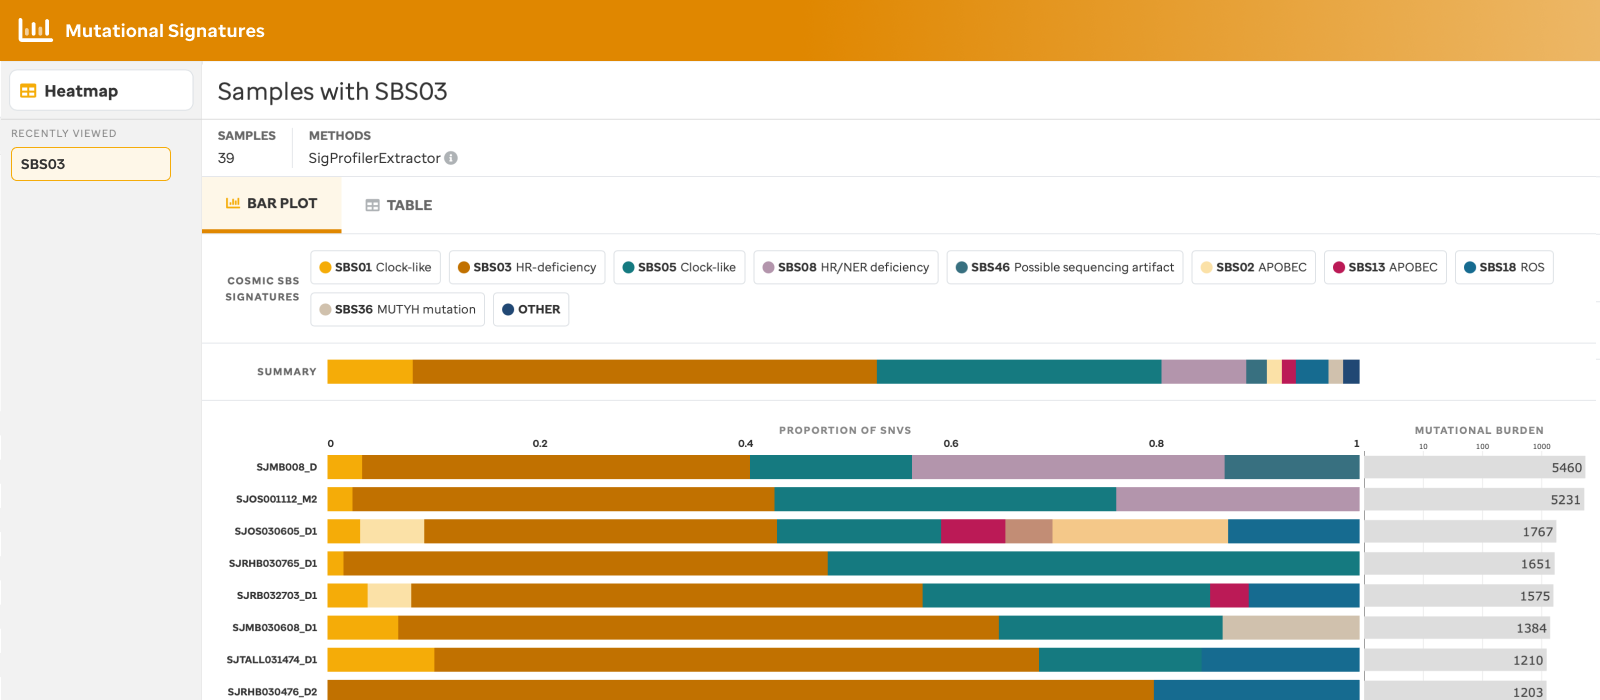 Mutational Signatures
Heatmap
RECENTLY VIEWED
SBS03
Samples with SBS03
SAMPLES
39
METHODS
SigProfilerExtractor
BAR PLOT
TABLE
COSMIC SBS
SIGNATURES
SBS01 Clock-like
SBS03 HR-deficiency
SBS05 Clock-like
SBS08 HR/NER deficiency
SBS46 Possible sequencing artifact
SBS02 APOBEC
SBS13 APOBEC
SBS18 ROS
SBS36 MUTYH mutation
OTHER
SUMMARY
PROPORTION OF SNVS
0 0.2 0.4 0.6 0.8 1
MUTATIONAL BURDEN
10 100 1000
SJMB008_D 5460
SJOS001112_M2 5231
SJOS030605_D1 1767
SJRHB030765_D1 1651
SJRB032703_D1 1575
SJMB030608_D1 1384
SJTALL031474_D1 1210
SJRHB030476_D2 1203